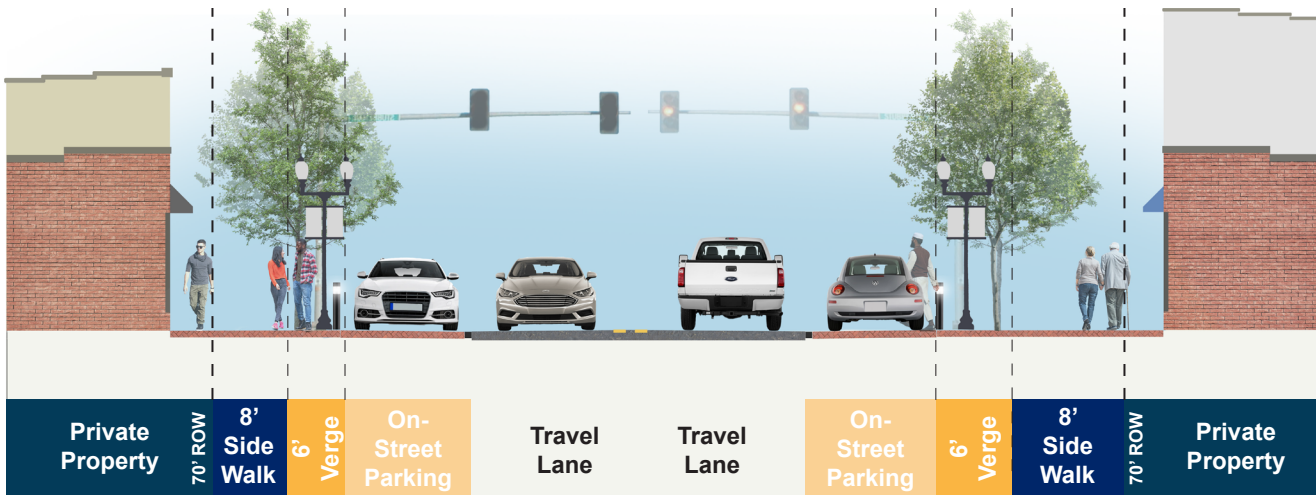 Private
Property
70' ROW
8'
Side
Walk
6'
Verge
On-
Street
Parking
Travel
Lane
Travel
Lane
On-
Street
Parking
6'
Verge
8'
Side
Walk
70' ROW
Private
Property